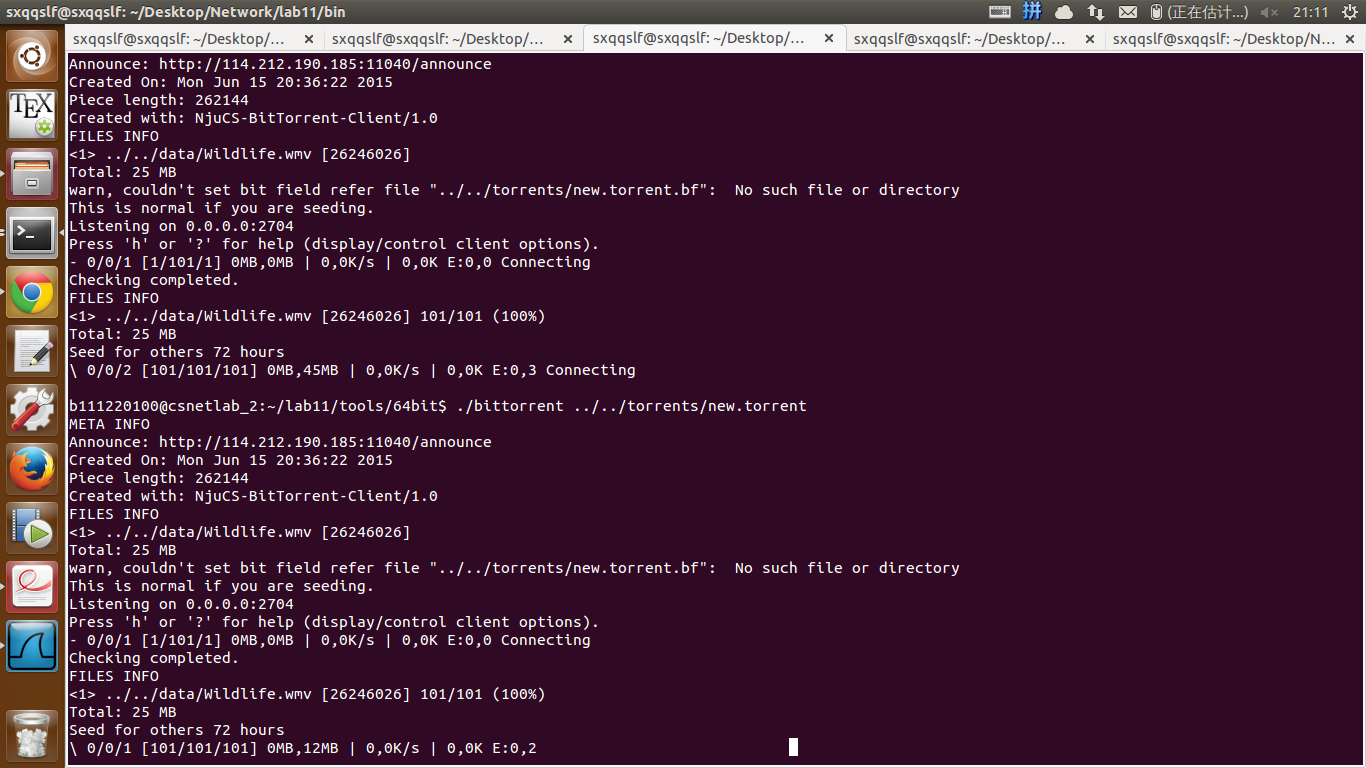 sxqqslf@sxqqslf: ~/Desktop/Network/lab11/bin
拼
(正在估计...)
21:11
sxqqslf@sxqqslf: ~/Desktop/...
sxqqslf@sxqqslf: ~/Desktop/...
sxqqslf@sxqqslf: ~/Desktop/...
sxqqslf@sxqqslf: ~/Desktop/...
sxqqslf@sxqqslf: ~/Desktop/N...
TEX
Announce: http://114.212.190.185:11040/announce
Created On: Mon Jun 15 20:36:22 2015
Piece length: 262144
Created with: NjuCS-BitTorrent-Client/1.0
FILES INFO
<1> ../../data/Wildlife.wmv [26246026]
Total: 25 MB
warn, couldn't set bit field refer file "../../torrents/new.torrent.bf":  No such file or directory
This is normal if you are seeding.
Listening on 0.0.0.0:2704
Press 'h' or '?' for help (display/control client options).
- 0/0/1 [1/101/1] 0MB,0MB | 0,0K/s | 0,0K E:0,0 Connecting
Checking completed.
FILES INFO
<1> ../../data/Wildlife.wmv [26246026] 101/101 (100%)
Total: 25 MB
Seed for others 72 hours
\ 0/0/2 [101/101/101] 0MB,45MB | 0,0K/s | 0,0K E:0,3 Connecting
b111220100@csnetlab_2:~/lab11/tools/64bit$ ./bittorrent ../../torrents/new.torrent
META INFO
Announce: http://114.212.190.185:11040/announce
Created On: Mon Jun 15 20:36:22 2015
Piece length: 262144
Created with: NjuCS-BitTorrent-Client/1.0
FILES INFO
<1> ../../data/Wildlife.wmv [26246026]
Total: 25 MB
warn, couldn't set bit field refer file "../../torrents/new.torrent.bf":  No such file or directory
This is normal if you are seeding.
Listening on 0.0.0.0:2704
Press 'h' or '?' for help (display/control client options).
- 0/0/1 [1/101/1] 0MB,0MB | 0,0K/s | 0,0K E:0,0 Connecting
Checking completed.
FILES INFO
<1> ../../data/Wildlife.wmv [26246026] 101/101 (100%)
Total: 25 MB
Seed for others 72 hours
\ 0/0/1 [101/101/101] 0MB,12MB | 0,0K/s | 0,0K E:0,2